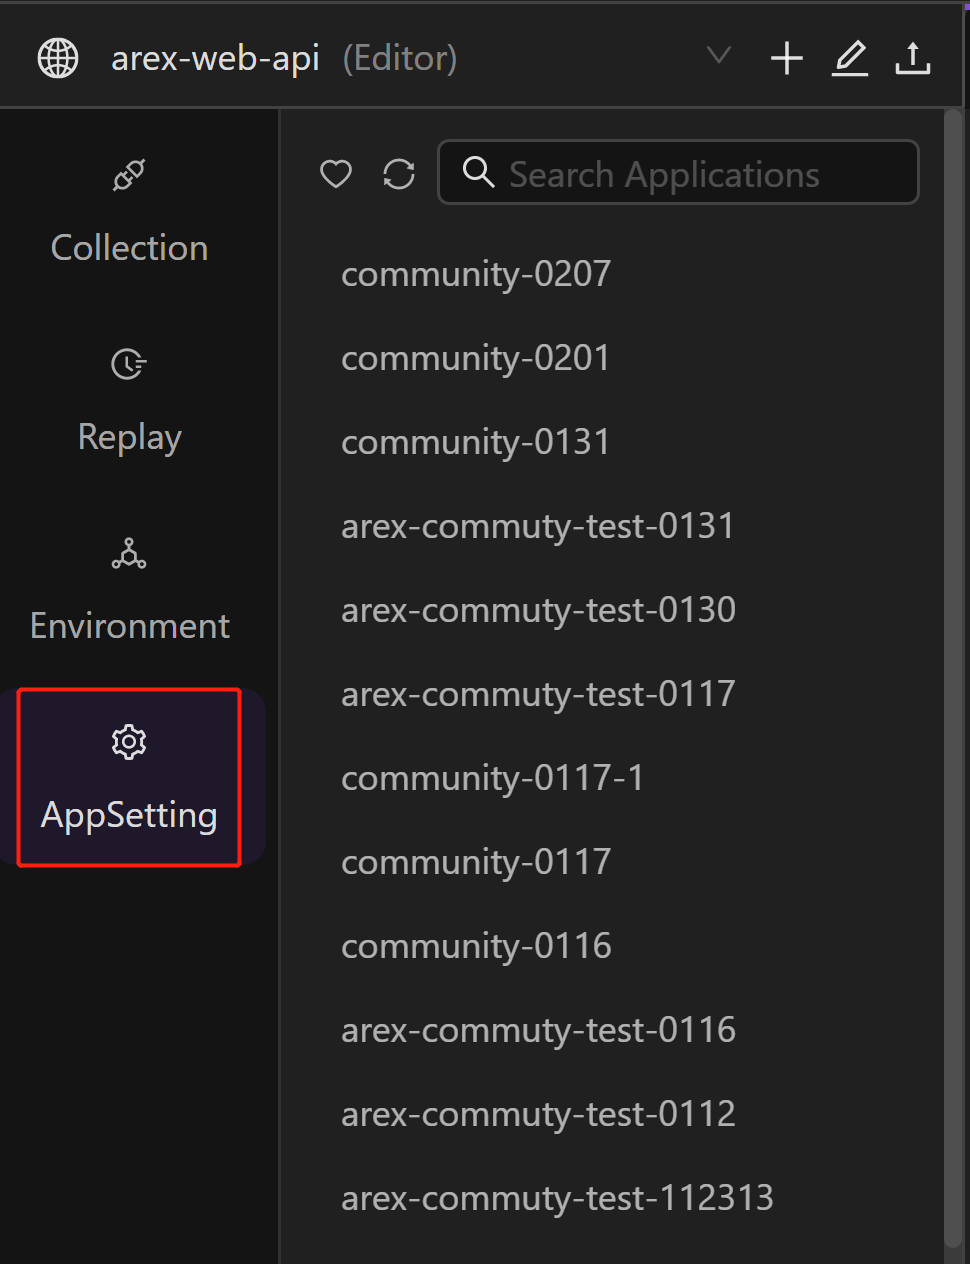 arex-web-api (Editor)
Collection
Replay
Environment
AppSetting
Search Applications
community-0207
community-0201
community-0131
arex-commuty-test-0131
arex-commuty-test-0130
arex-commuty-test-0117
community-0117-1
community-0117
community-0116
arex-commuty-test-0116
arex-commuty-test-0112
arex-commuty-test-112313